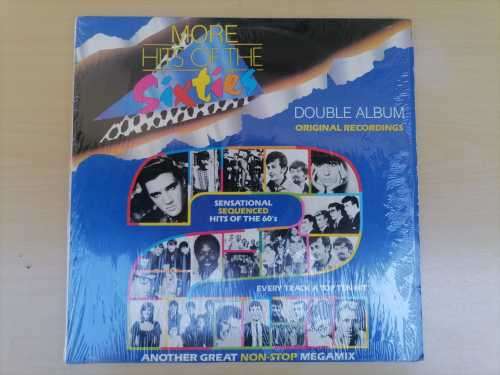 MORE
HITS OF THE
Sixties
DOUBLE ALBUM
ORIGINAL RECORDINGS
SENSATIONAL
SEQUENCED
HITS OF THE 60's
EVERY TRACK A TOP TEN HIT
ANOTHER GREAT NON-STOP MEGAMIX